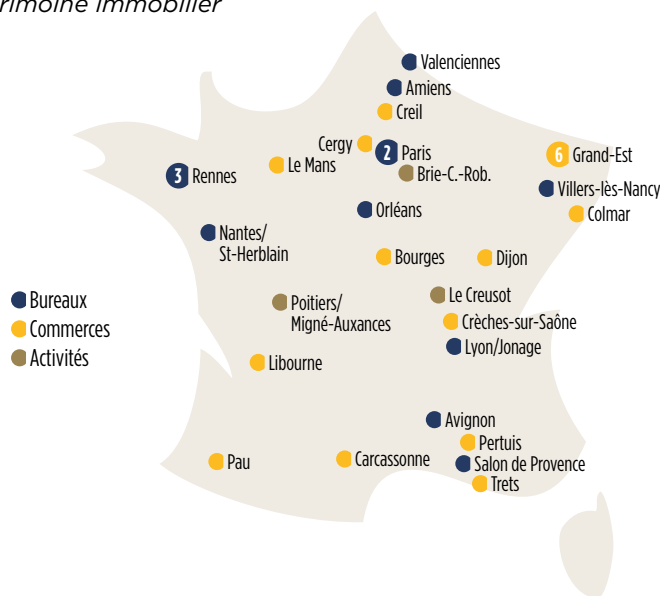 rimoine immobilier
Valenciennes
Amiens
Creil
Cergy
2 Paris
6 Grand-Est
Le Mans
Brie-C.-Rob.
3 Rennes
Villers-lès-Nancy
Orléans
Colmar
Nantes/
St-Herblain
Bourges
Dijon
Bureaux
Commerces
Activités
Le Creusot
Poitiers/
Migné-Auxances
Crèches-sur-Saône
Lyon/Jonage
Libourne
Avignon
Pertuis
Pau
Carcassonne
Salon de Provence
Trets